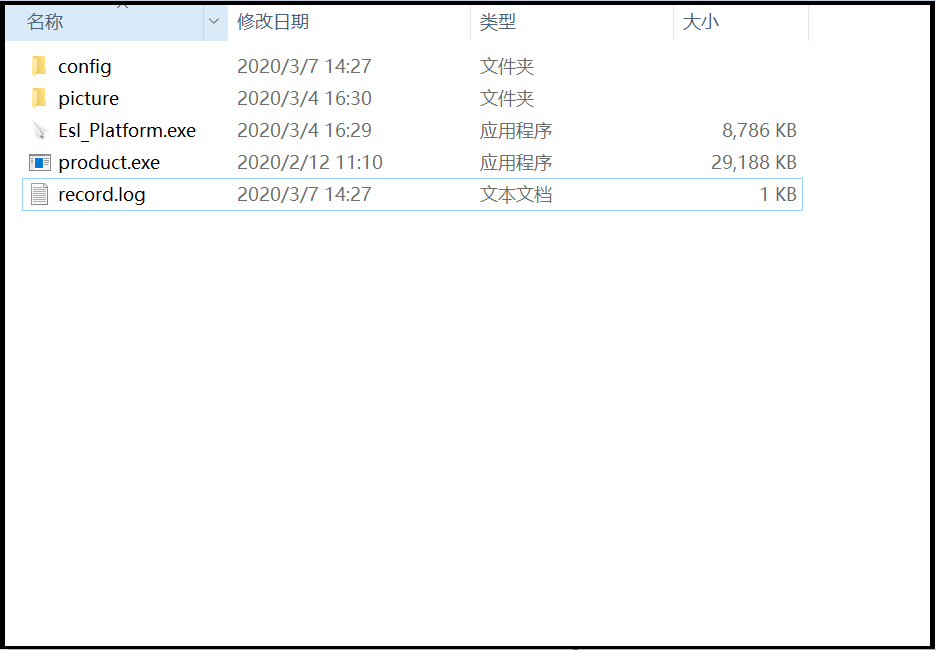 名称 修改日期 类型 大小
config 2020/3/7 14:27 文件夹
picture 2020/3/4 16:30 文件夹
Esl_Platform.exe 2020/3/4 16:29 应用程序 8,786 KB
product.exe 2020/2/12 11:10 应用程序 29,188 KB
record.log 2020/3/7 14:27 文本文档 1 KB